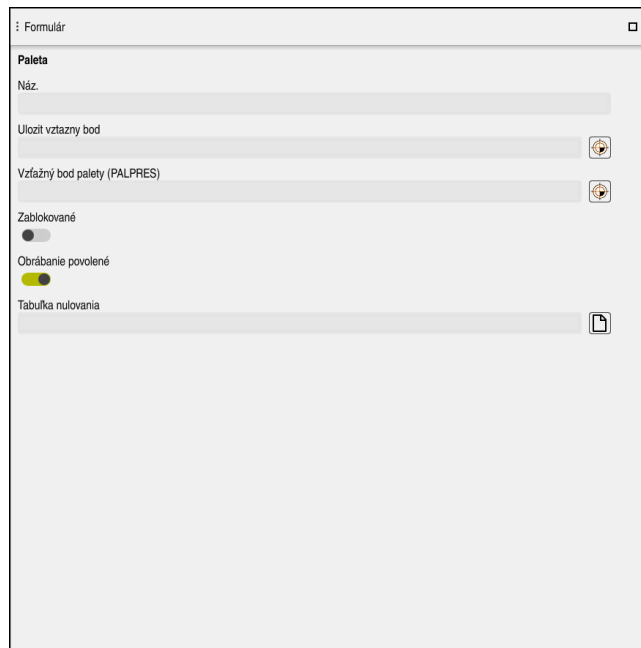 Formulár
Paleta
Náz.
Ulozit vztazny bod
Vzťažný bod palety (PALPRES)
Zablokované
Obrábanie povolené
Tabuľka nulovania